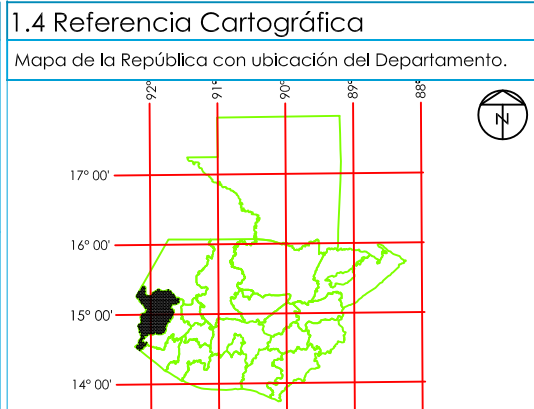 1.4 Referencia Cartográfica
Mapa de la República con ubicación del Departamento.
92° 91° 90° 89° 88°
N
17° 00'
16° 00'
15° 00'
14° 00'